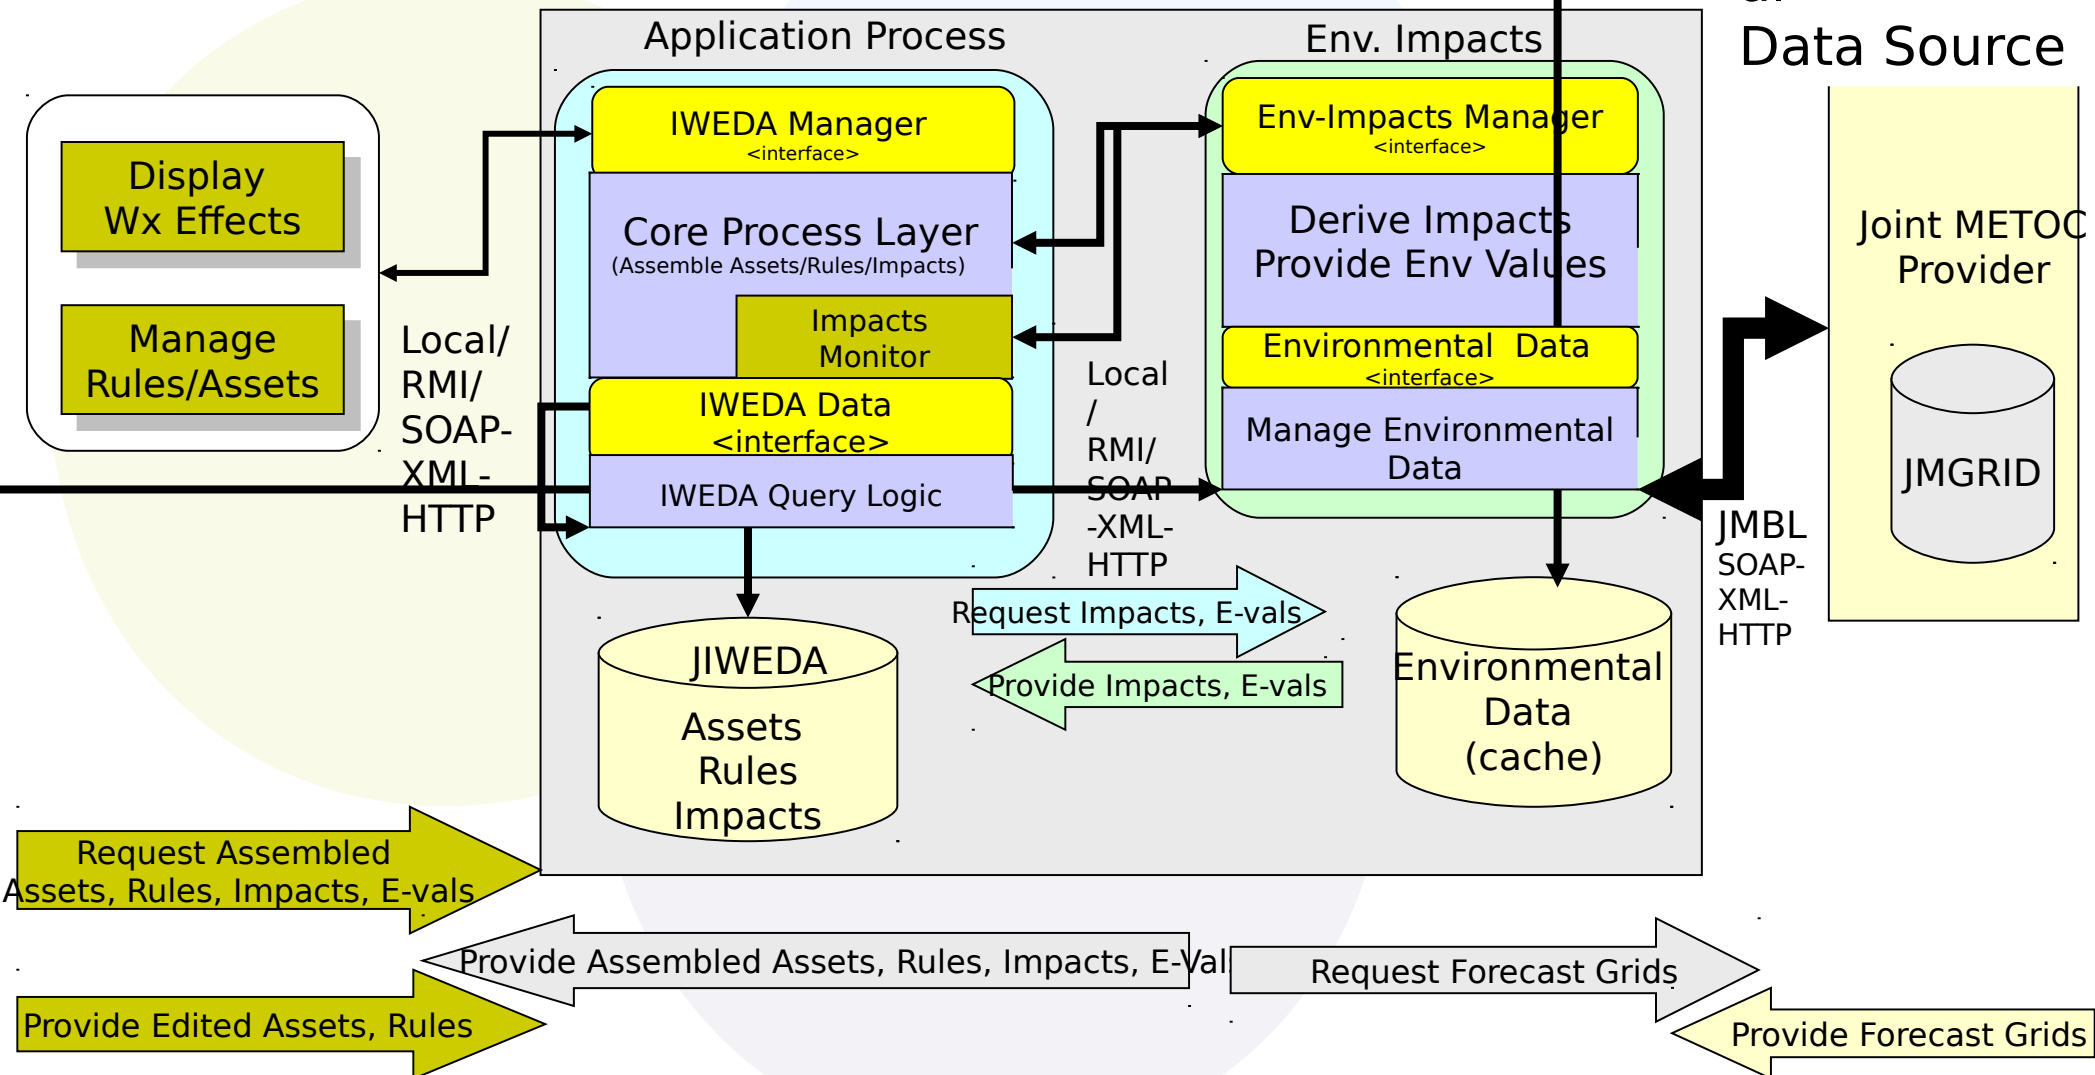 Data Source
Application Process
Env. Impacts
IWEDA Manager
<interface>
Env-Impacts Manager
<interface>
Display
Wx Effects
Core Process Layer
(Assemble Assets/Rules/Impacts)
Derive Impacts
Provide Env Values
Joint METOC
Provider
Manage
Rules/Assets
Impacts
Monitor
Local/
RMI/
SOAP-
XML-
HTTP
Local
/
RMI/
SOAP
-XML-
HTTP
Environmental  Data
<interface>
IWEDA Data
<interface>
Manage Environmental
Data
IWEDA Query Logic
JMGRID
JMBL
SOAP-
XML-
HTTP
Request Impacts, E-vals
Provide Impacts, E-vals
JIWEDA
Assets
Rules
Impacts
Environmental
Data
(cache)
Request Assembled
Assets, Rules, Impacts, E-vals
Provide Assembled Assets, Rules, Impacts, E-Vals
Request Forecast Grids
Provide Edited Assets, Rules
Provide Forecast Grids